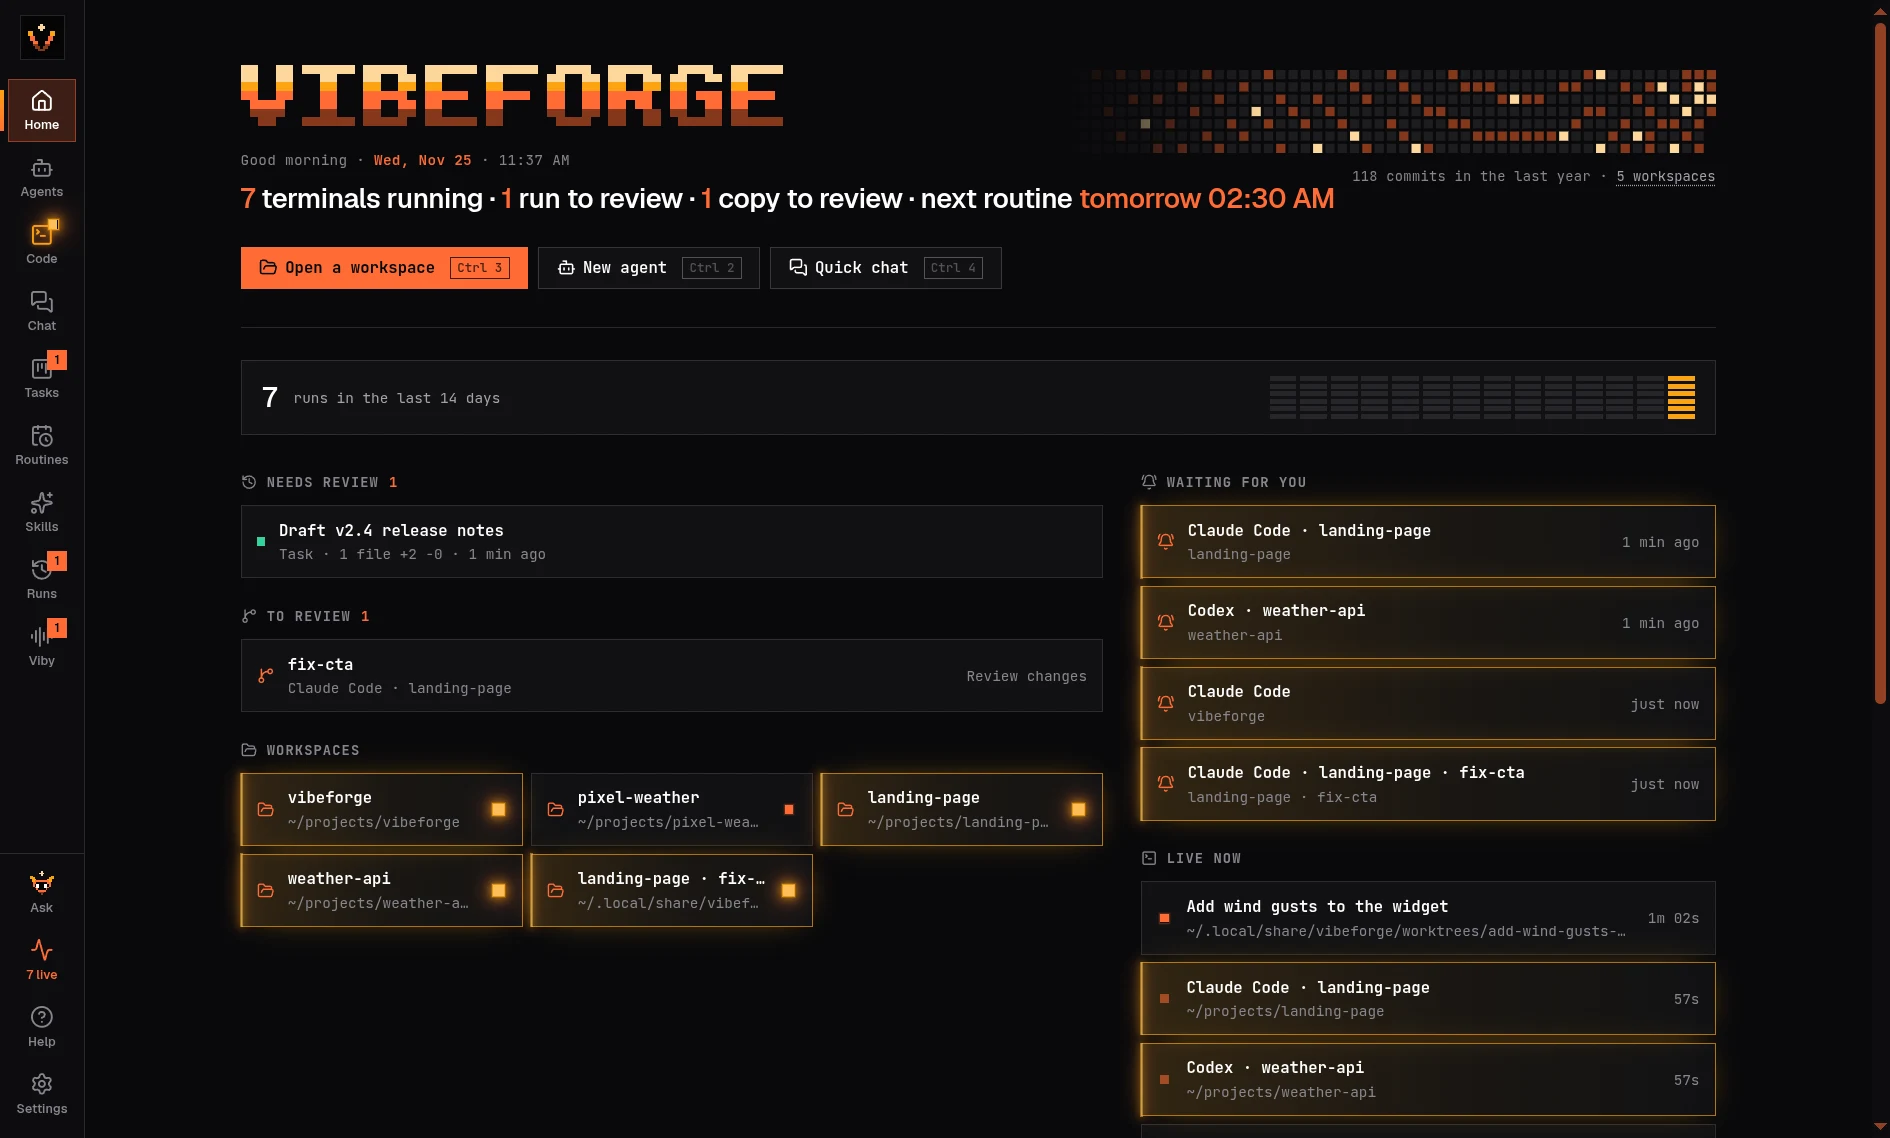 Home
Agents
Code
Chat
1
Tasks
Routines
Skills
1
Runs
1
Viby
Ask
7 live
Help
Settings
VIBEFORGE
Good morning · Wed, Nov 25 · 11:37 AM
7 terminals running · 1 run to review · 1 copy to review · next routine tomorrow 02:30 AM
118 commits in the last year · 5 workspaces
Open a workspace Ctrl 3
New agent Ctrl 2
Quick chat Ctrl 4
7 runs in the last 14 days
NEEDS REVIEW 1
Draft v2.4 release notes
Task · 1 file +2 -0 · 1 min ago
TO REVIEW 1
fix-cta
Claude Code · landing-page
Review changes
WORKSPACES
vibeforge
~/projects/vibeforge
pixel-weather
~/projects/pixel-wea…
landing-page
~/projects/landing-p…
weather-api
~/projects/weather-a…
landing-page · fix-…
~/.local/share/vibef…
WAITING FOR YOU
Claude Code · landing-page
landing-page
1 min ago
Codex · weather-api
weather-api
1 min ago
Claude Code
vibeforge
just now
Claude Code · landing-page · fix-cta
landing-page · fix-cta
just now
LIVE NOW
Add wind gusts to the widget
~/.local/share/vibeforge/worktrees/add-wind-gusts-…
1m 02s
Claude Code · landing-page
~/projects/landing-page
57s
Codex · weather-api
~/projects/weather-api
57s